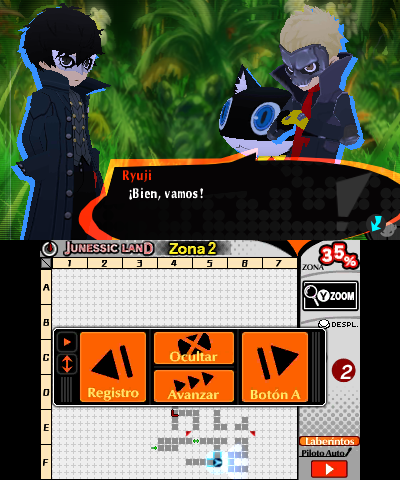 Ryuji
¡Bien, vamos!
JUNESSIC LAND Zona 2
ZONA 35%
1 2 3 4 5 6 7
A
B
C
D
E
F
Y ZOOM
DESPL.
Registro
Ocultar
Avanzar
Botón A
2
Laberintos
Piloto Auto